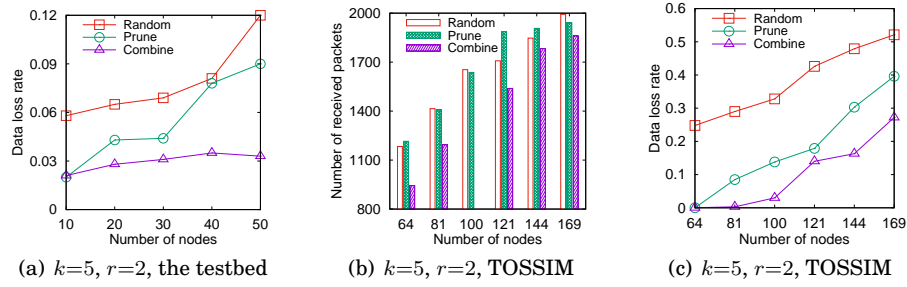 Random
Prune
Combine
Data loss rate
0.12
0.09
0.06
0.03
0
10 20 30 40 50
Number of nodes
(a) k=5, r=2, the testbed
Random
Prune
Combine
Number of received packets
2000
1700
1400
1100
800
64 81 100 121 144 169
Number of nodes
(b) k=5, r=2, TOSSIM
Random
Prune
Combine
Data loss rate
0.6
0.5
0.4
0.3
0.2
0.1
0
64 81 100 121 144 169
Number of nodes
(c) k=5, r=2, TOSSIM